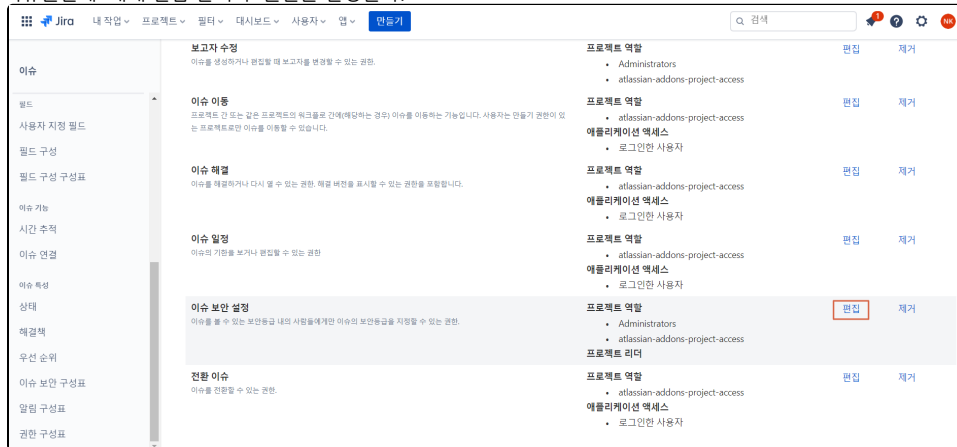 Jira 내 작업 프로젝트 필터 대시보드 사용자 앱 만들기 검색 1 NK
이슈
필드
사용자 지정 필드
필드 구성
필드 구성 구성표
이슈 기능
시간 추적
이슈 연결
이슈 특성
상태
해결책
우선 순위
이슈 보안 구성표
알림 구성표
권한 구성표
보고자 수정
이슈를 생성하거나 편집할 때 보고자를 변경할 수 있는 권한.
프로젝트 역할
• Administrators
• atlassian-addons-project-access
편집 제거
이슈 이동
프로젝트 간 또는 같은 프로젝트의 워크플로 간에(해당하는 경우) 이슈를 이동하는 기능입니다. 사용자는 만들기 권한이 있
는 프로젝트로만 이슈를 이동할 수 있습니다.
프로젝트 역할
• atlassian-addons-project-access
애플리케이션 액세스
• 로그인한 사용자
편집 제거
이슈 해결
이슈를 해결하거나 다시 열 수 있는 권한. 해결 버전을 표시할 수 있는 권한을 포함합니다.
프로젝트 역할
• atlassian-addons-project-access
애플리케이션 액세스
• 로그인한 사용자
편집 제거
이슈 일정
이슈의 기한을 보거나 편집할 수 있는 권한
프로젝트 역할
• atlassian-addons-project-access
애플리케이션 액세스
• 로그인한 사용자
편집 제거
이슈 보안 설정
이슈를 볼 수 있는 보안등급 내의 사람들에게만 이슈의 보안등급을 지정할 수 있는 권한.
프로젝트 역할
• Administrators
• atlassian-addons-project-access
프로젝트 리더
편집 제거
전환 이슈
이슈를 전환할 수 있는 권한.
프로젝트 역할
• atlassian-addons-project-access
애플리케이션 액세스
• 로그인한 사용자
편집 제거